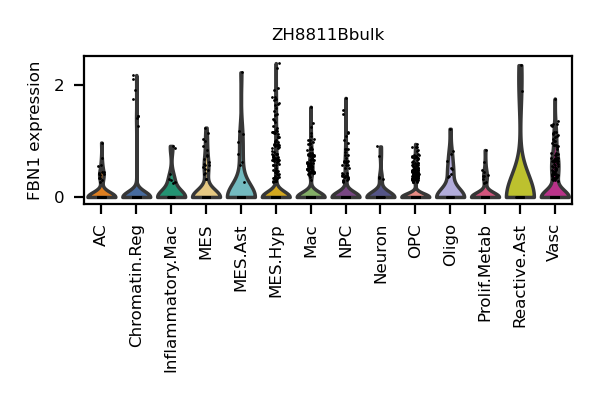 ZH8811Bbulk
FBN1 expression
2
0
AC
Chromatin.Reg
Inflammatory.Mac
MES
MES.Ast
MES.Hyp
Mac
NPC
Neuron
OPC
Oligo
Prolif.Metab
Reactive.Ast
Vasc